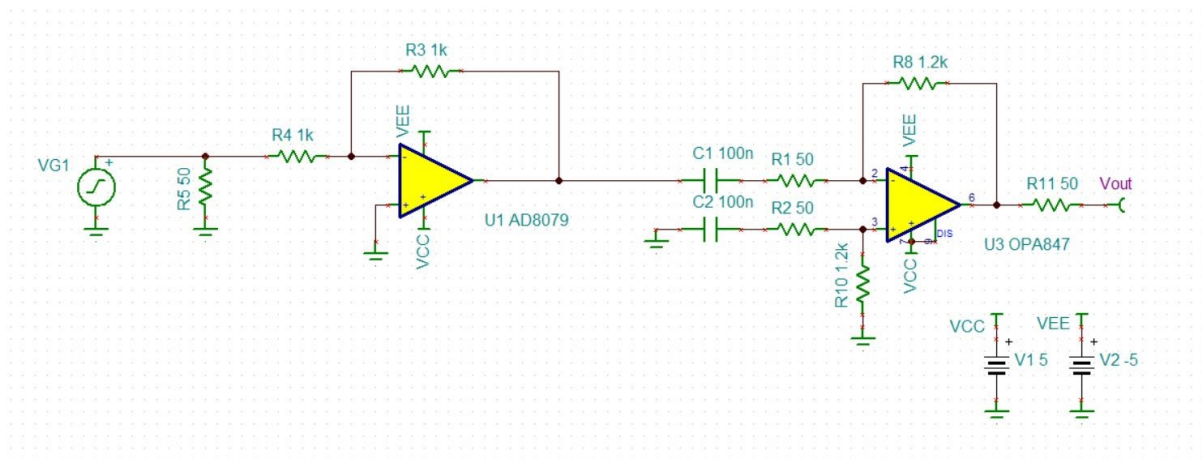 R3 1k
R8 1.2k
VEE
VEE
R4 1k
VG1
+
-
+
+
C1 100n
R1 50
2
-
4
R5 50
U1 AD8079
6
R11 50
Vout
C2 100n
R2 50
3
+
+
DIS
7
U3 OPA847
VCC
R10 1.2k
VCC
VCC
VEE
+
V1 5
+
V2 -5